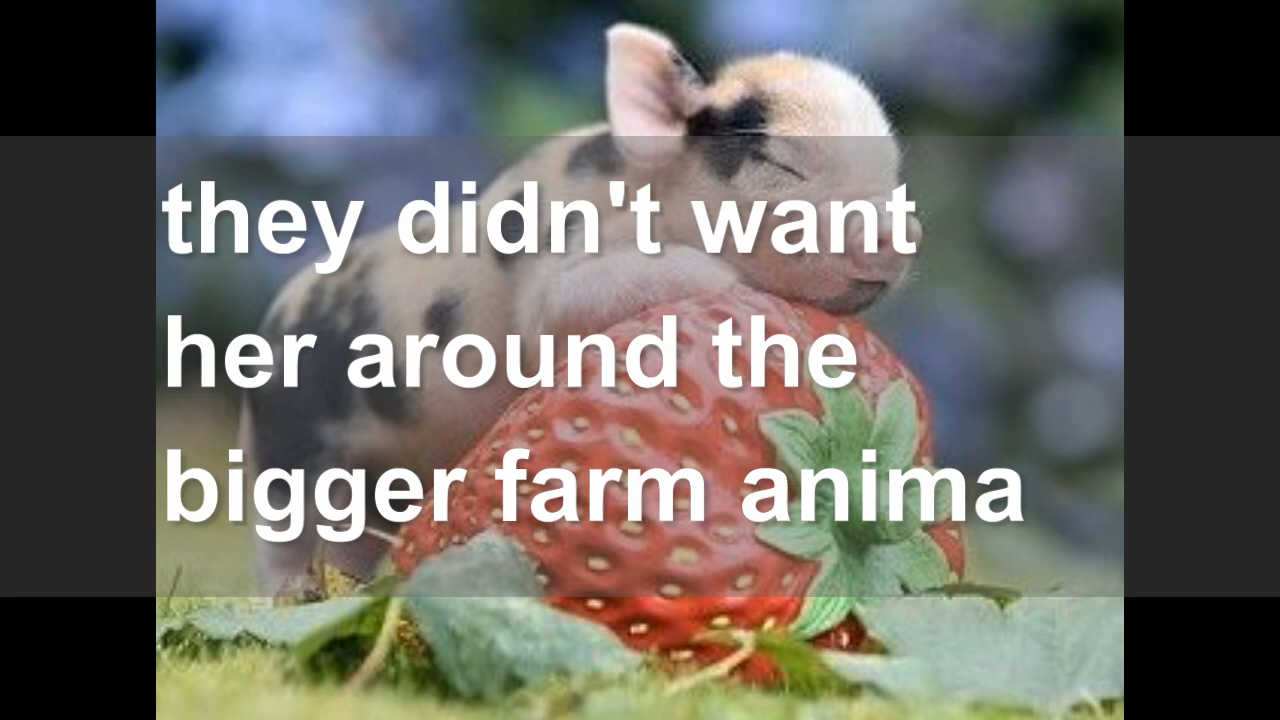 they didn't want
her around the
bigger farm anima